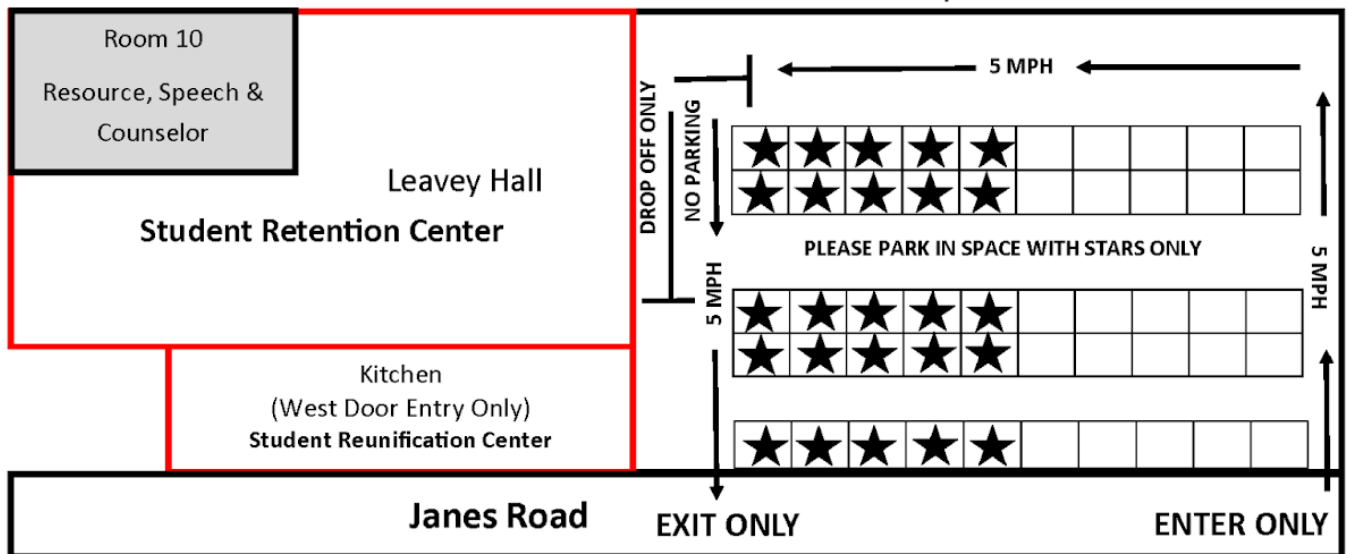 Room 10
Resource, Speech &
Counselor
Leavey Hall
Student Retention Center
Kitchen
(West Door Entry Only)
Student Reunification Center
DROP OFF ONLY
NO PARKING
5 MPH
5 MPH
PLEASE PARK IN SPACE WITH STARS ONLY
5 MPH
Janes Road
EXIT ONLY
ENTER ONLY